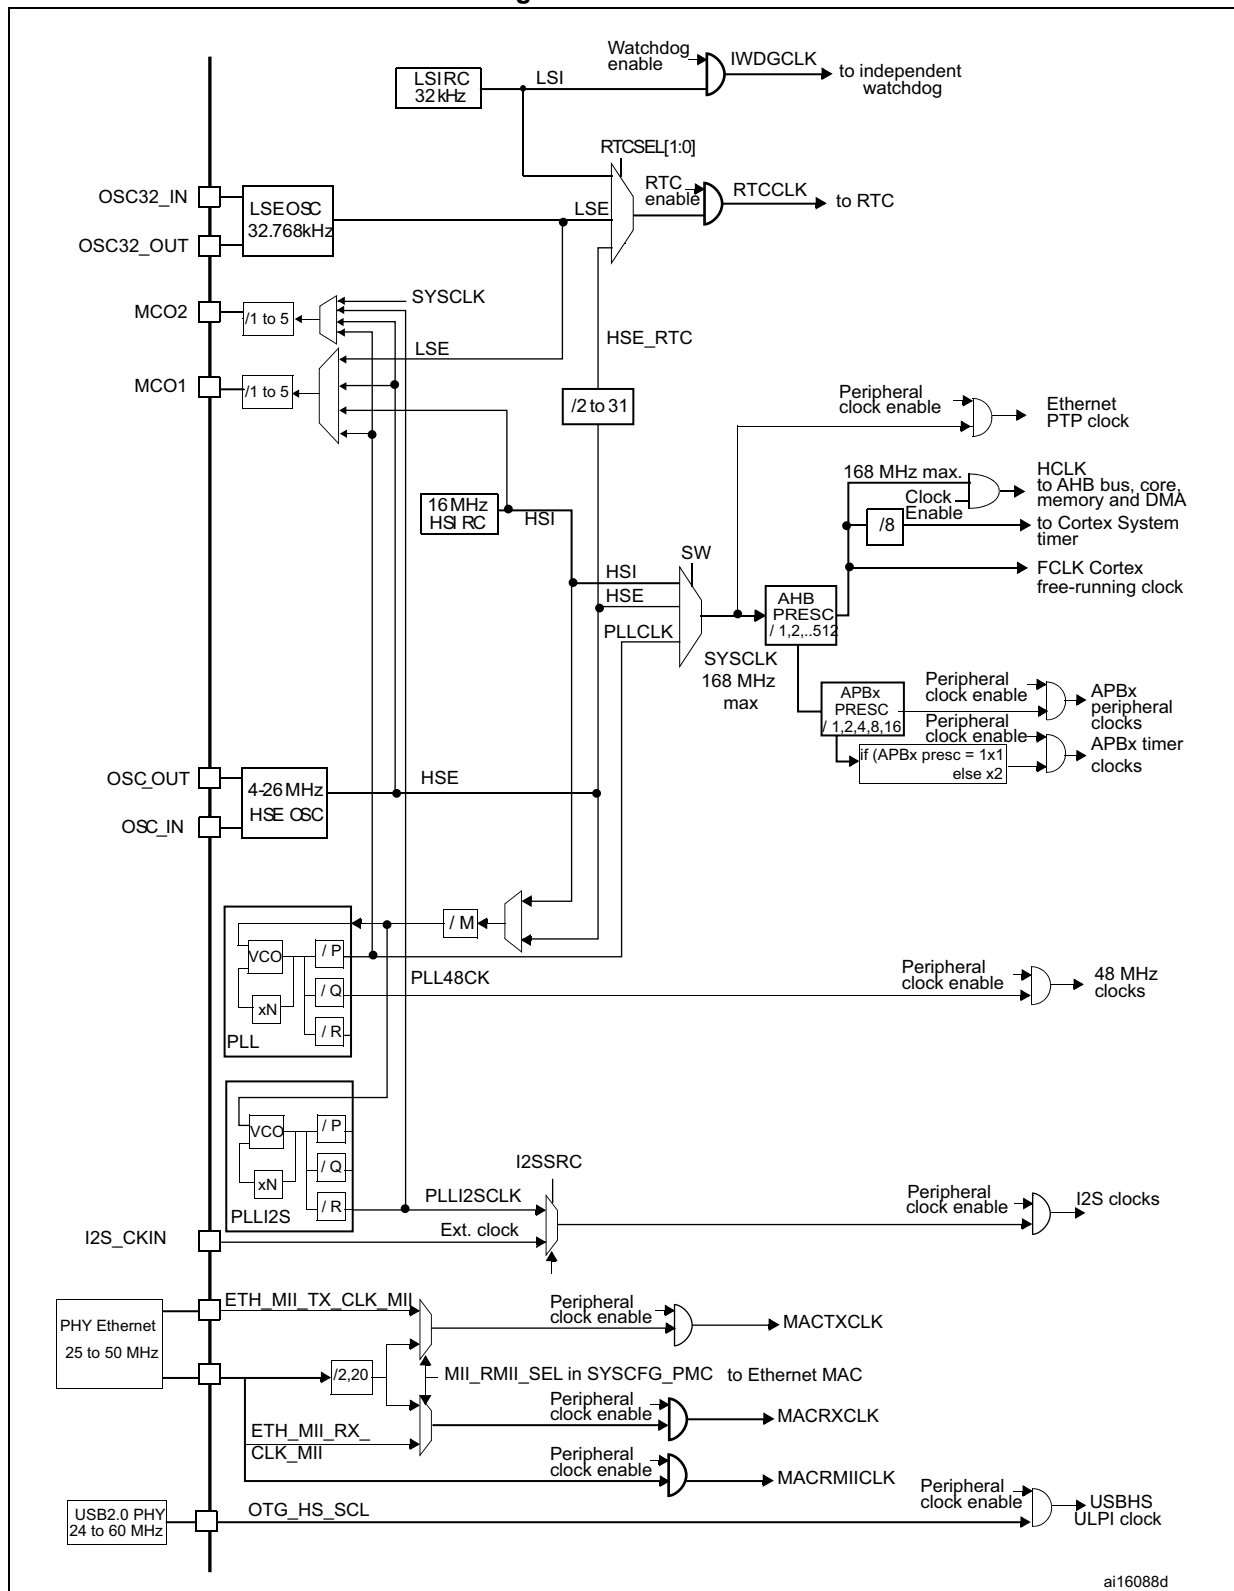 Watchdog
enable
IWDGCLK
to independent
watchdog
LSI RC
32 kHz
LSI
RTCSEL[1:0]
OSC32_IN
OSC32_OUT
LSE OSC
32.768kHz
LSE
RTC
enable
RTCCLK
to RTC
MCO2
/1 to 5
SYSCLK
HSE_RTC
LSE
MCO1
/1 to 5
/2 to 31
Peripheral
clock enable
Ethernet
PTP clock
16 MHz
HSI RC
HSI
168 MHz max.
Clock
Enable
HCLK
to AHB bus, core,
memory and DMA
/8
to Cortex System
timer
FCLK Cortex
free-running clock
SW
HSI
HSE
PLLCLK
SYSCLK
168 MHz
max
AHB
PRESC
/ 1,2,..512
APBx
PRESC
/ 1,2,4,8,16
Peripheral
clock enable
APBx
peripheral
clocks
Peripheral
clock enable
if (APBx presc = 1x1
else x2
APBx timer
clocks
OSC_OUT
OSC_IN
4-26 MHz
HSE OSC
HSE
/ M
VCO
xN
/ P
/ Q
/ R
PLL
PLL48CK
Peripheral
clock enable
48 MHz
clocks
VCO
xN
/ P
/ Q
/ R
PLLI2S
I2SSRC
PLLI2SCLK
Ext. clock
I2S_CKIN
Peripheral
clock enable
I2S clocks
PHY Ethernet
25 to 50 MHz
ETH_MII_TX_CLK_MII
Peripheral
clock enable
MACTXCLK
/2,20
MII_RMII_SEL in SYSCFG_PMC
to Ethernet MAC
ETH_MII_RX_
CLK_MII
Peripheral
clock enable
MACRXCLK
Peripheral
clock enable
MACRMIICLK
USB2.0 PHY
24 to 60 MHz
OTG_HS_SCL
Peripheral
clock enable
USBHS
ULPI clock
ai16088d